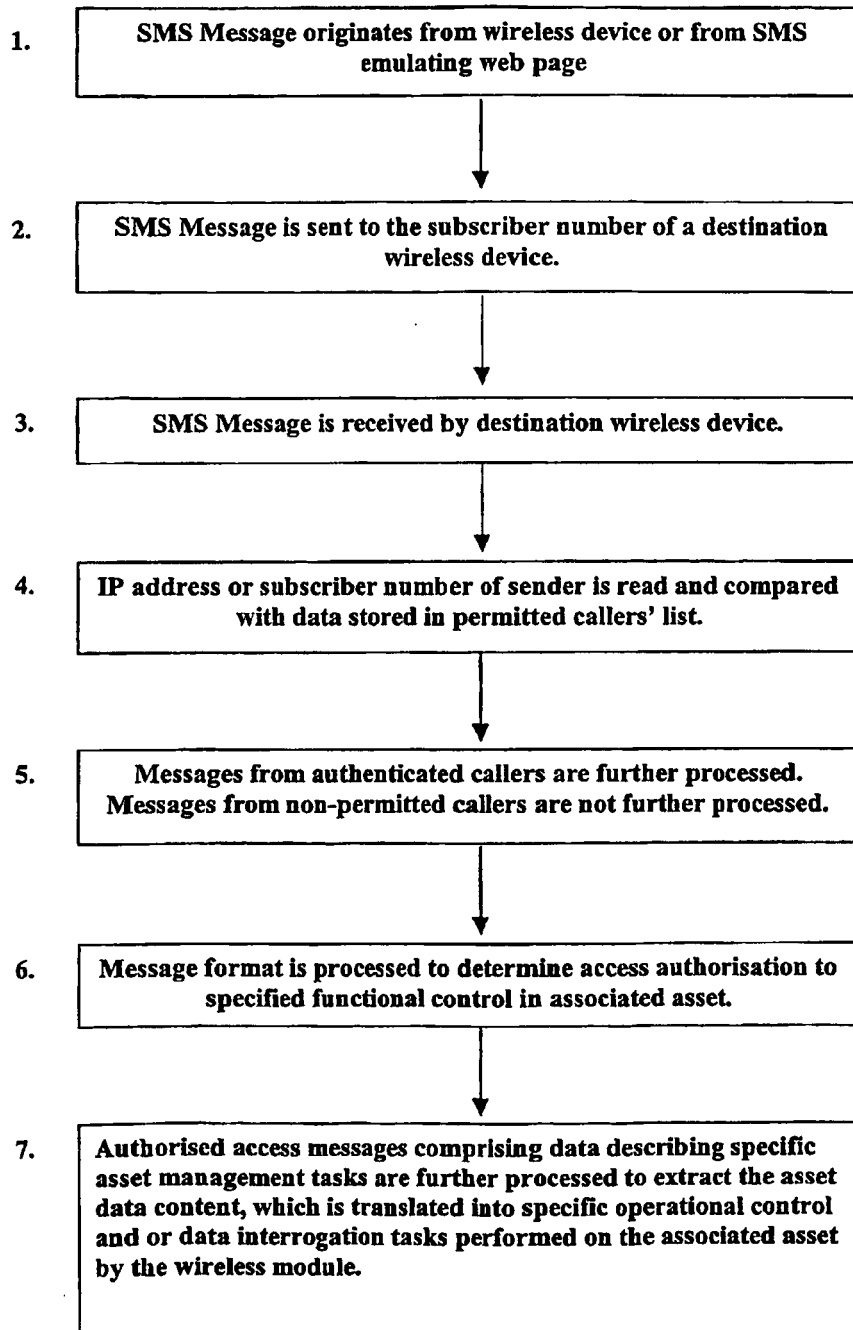 1.
SMS Message originates from wireless device or from SMS
emulating web page
2.
SMS Message is sent to the subscriber number of a destination
wireless device.
3.
SMS Message is received by destination wireless device.
4.
IP address or subscriber number of sender is read and compared
with data stored in permitted callers' list.
5.
Messages from authenticated callers are further processed.
Messages from non-permitted callers are not further processed.
6.
Message format is processed to determine access authorisation to
specified functional control in associated asset.
7.
Authorised access messages comprising data describing specific
asset management tasks are further processed to extract the asset
data content, which is translated into specific operational control
and or data interrogation tasks performed on the associated asset
by the wireless module.